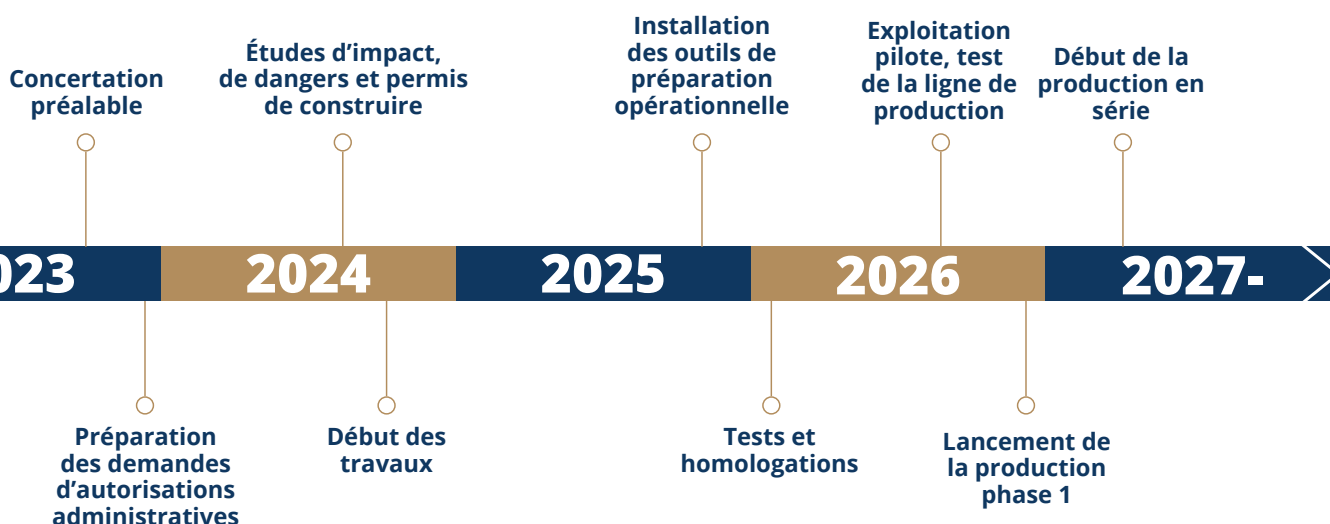 Concertation
préalable
Études d’impact,
de dangers et permis
de construire
Installation
des outils de
préparation
opérationnelle
Exploitation
pilote, test
de la ligne de
production
Début de la
production en
série
023
2024
2025
2026
2027-
Préparation
des demandes
d’autorisations
administratives
Début des
travaux
Tests et
homologations
Lancement de
la production
phase 1